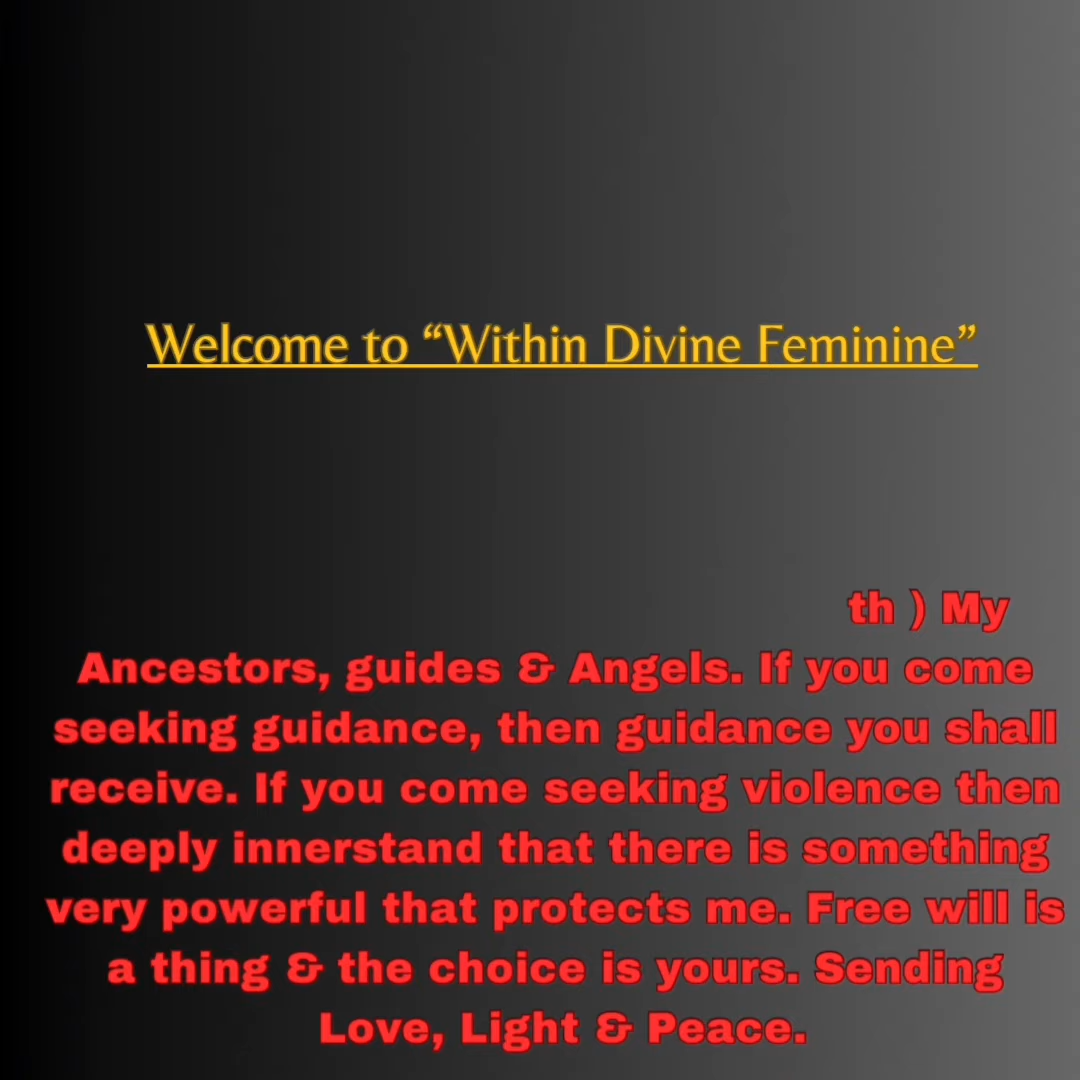 Welcome to “Within Divine Feminine”
th ) My
Ancestors, guides & Angels. If you come
seeking guidance, then guidance you shall
receive. If you come seeking violence then
deeply innerstand that there is something
very powerful that protects me. Free will is
a thing & the choice is yours. Sending
Love, Light & Peace.